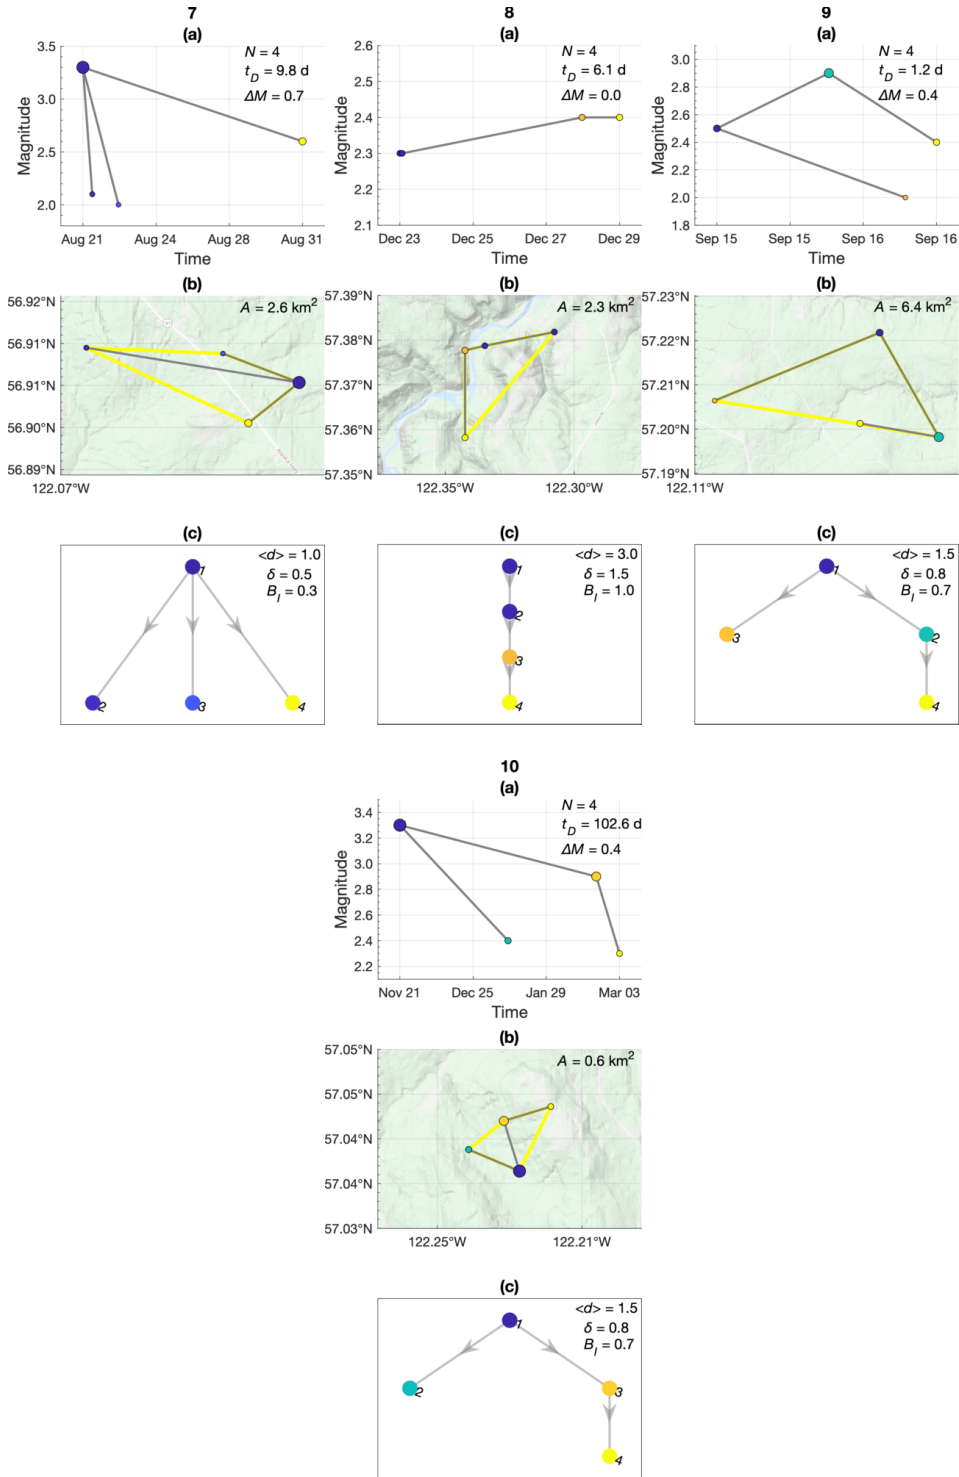 7
(a)
3.5
3.0
2.5
2.0
Magnitude
N = 4
t_D = 9.8 d
ΔM = 0.7
Aug 21
Aug 24
Aug 28
Aug 31
Time
(b)
56.92°N
56.91°N
56.91°N
56.90°N
56.89°N
A = 2.6 km²
122.07°W
(c)
<d> = 1.0
δ = 0.5
B_I = 0.3
1
2
3
4
8
(a)
2.6
2.5
2.4
2.3
2.2
2.1
Magnitude
N = 4
t_D = 6.1 d
ΔM = 0.0
Dec 23
Dec 25
Dec 27
Dec 29
Time
(b)
57.39°N
57.38°N
57.37°N
57.36°N
57.35°N
A = 2.3 km²
122.35°W
122.30°W
(c)
<d> = 3.0
δ = 1.5
B_I = 1.0
1
2
3
4
9
(a)
3.0
2.8
2.6
2.4
2.2
2.0
1.8
Magnitude
N = 4
t_D = 1.2 d
ΔM = 0.4
Sep 15
Sep 15
Sep 16
Sep 16
Time
(b)
57.23°N
57.22°N
57.21°N
57.20°N
57.19°N
A = 6.4 km²
122.11°W
(c)
<d> = 1.5
δ = 0.8
B_I = 0.7
1
3
2
4
10
(a)
3.4
3.2
3.0
2.8
2.6
2.4
2.2
Magnitude
N = 4
t_D = 102.6 d
ΔM = 0.4
Nov 21
Dec 25
Jan 29
Mar 03
Time
(b)
57.05°N
57.05°N
57.04°N
57.04°N
57.03°N
A = 0.6 km²
122.25°W
122.21°W
(c)
<d> = 1.5
δ = 0.8
B_I = 0.7
1
2
3
4